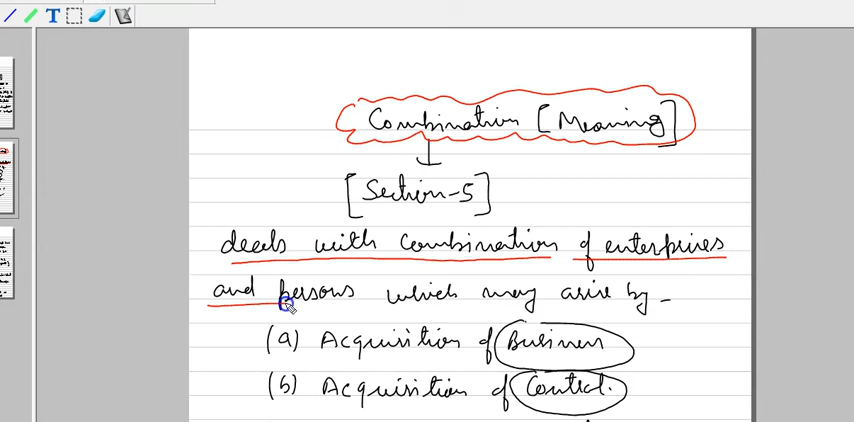 T
Combination [Meaning]
[Section-5]
deals with combination of enterprises
and persons which may arise by -
(a) Acquisition of Business
(b) Acquisition of Control.